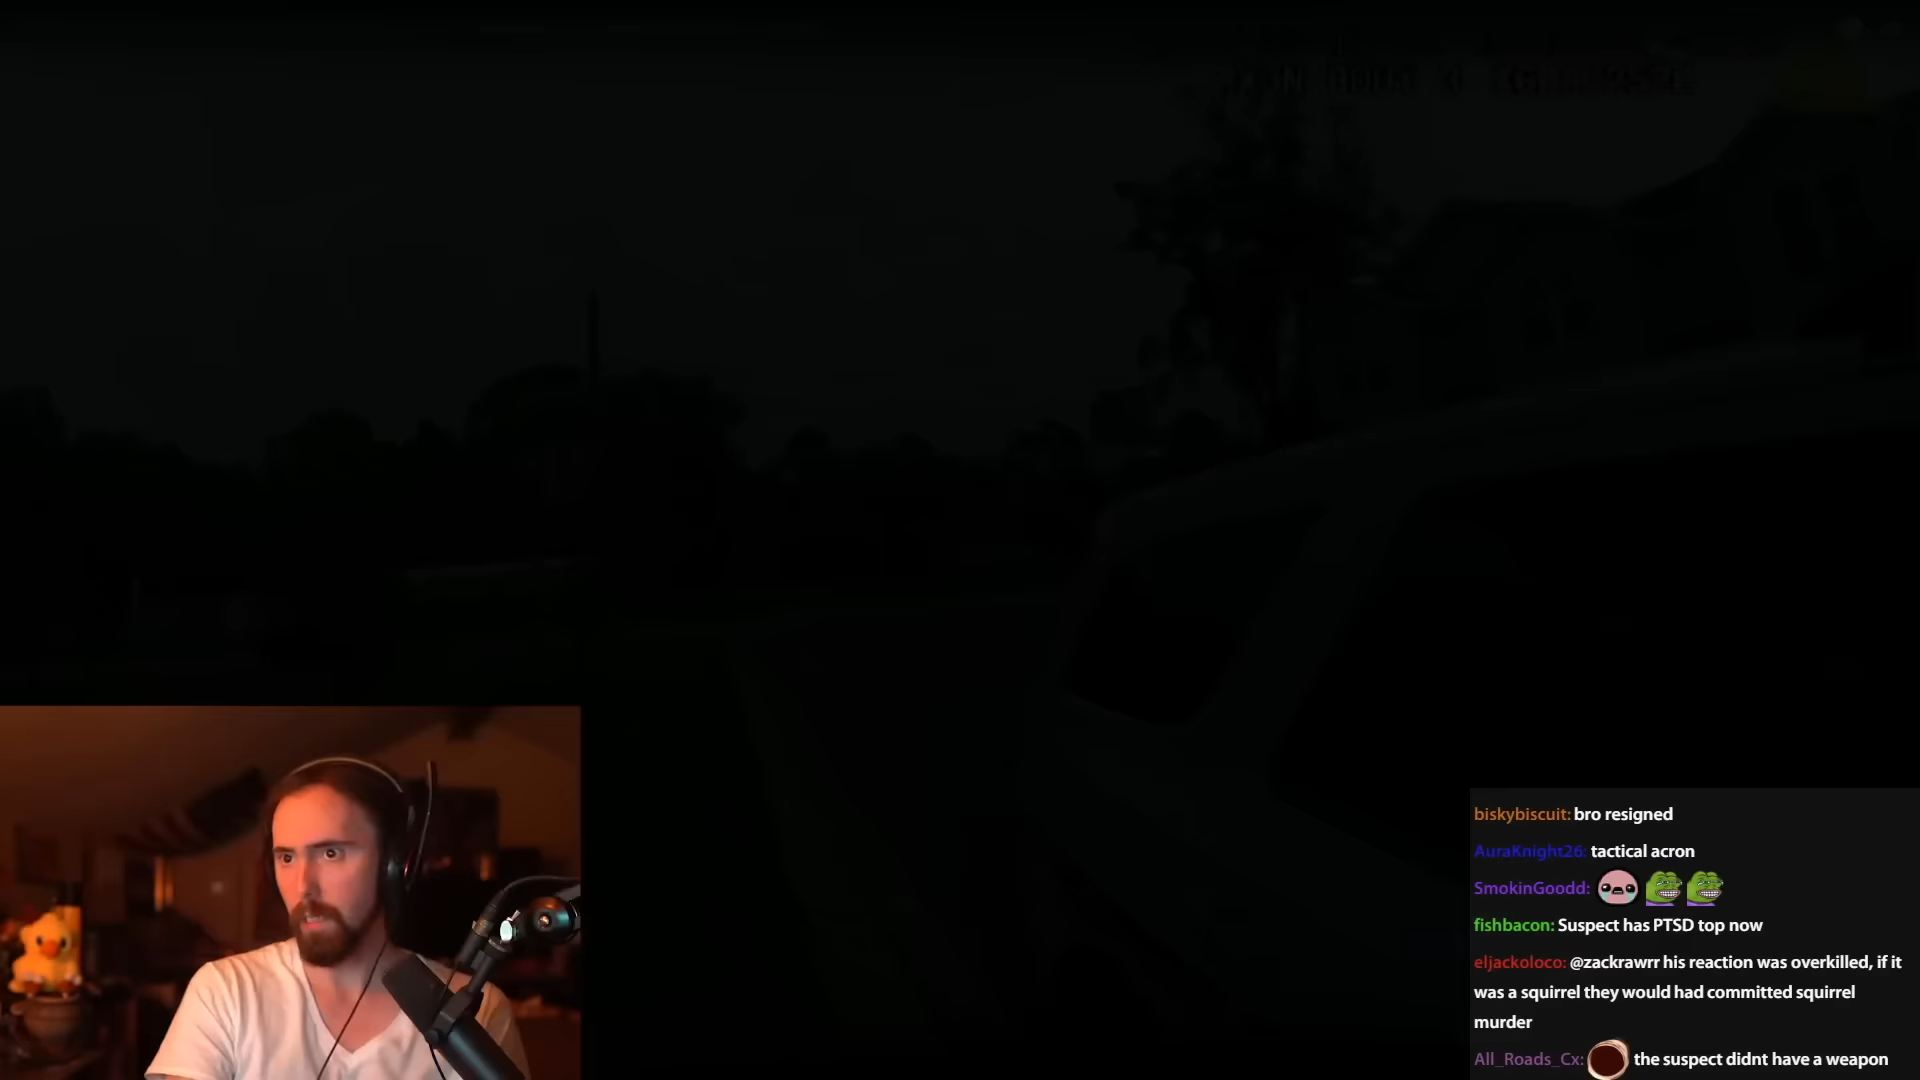 biskybiscuit: bro resigned
AuraKnight26: tactical acron
SmokinGoodd:
fishbacon: Suspect has PTSD top now
eljackoloco: @zackrawrr his reaction was overkilled, if it
was a squirrel they would had committed squirrel
murder
All_Roads_Cx: the suspect didnt have a weapon